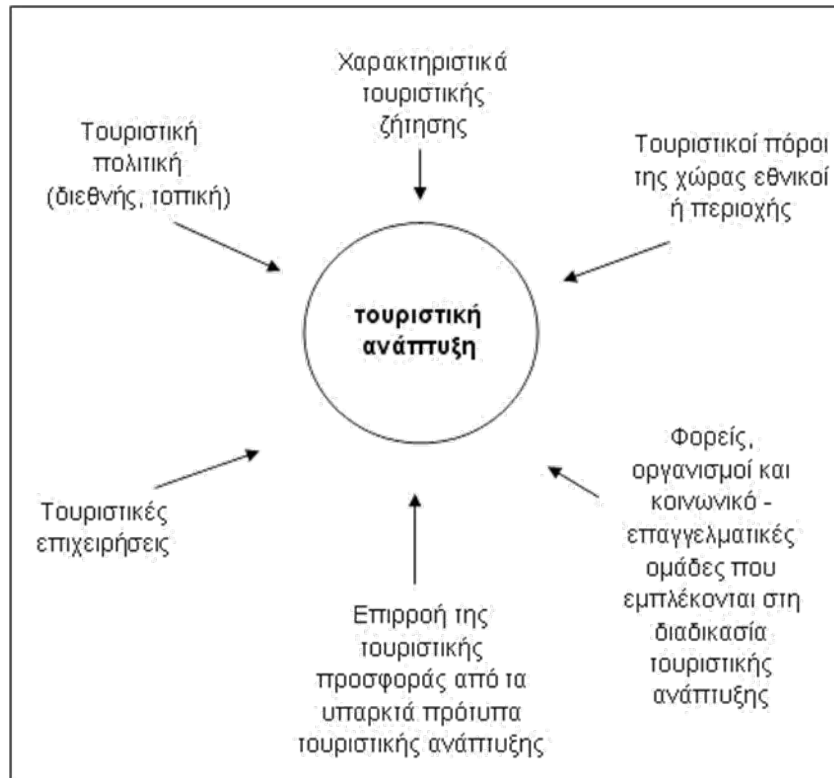 Χαρακτηριστικά
τουριστικής
ζήτησης
Τουριστική
πολιτική
(διεθνής, τοπική)
Τουριστικοί πόροι
της χώρας εθνικοί
ή περιοχής
τουριστική
ανάπτυξη
Τουριστικές
επιχειρήσεις
Φορείς,
οργανισμοί και
κοινωνικό -
επαγγελματικές
ομάδες που
εμπλέκονται στη
διαδικασία
τουριστικής
ανάπτυξης
Επιρροή της
τουριστικής
προσφοράς από τα
υπαρκτά πρότυπα
τουριστικής ανάπτυξης